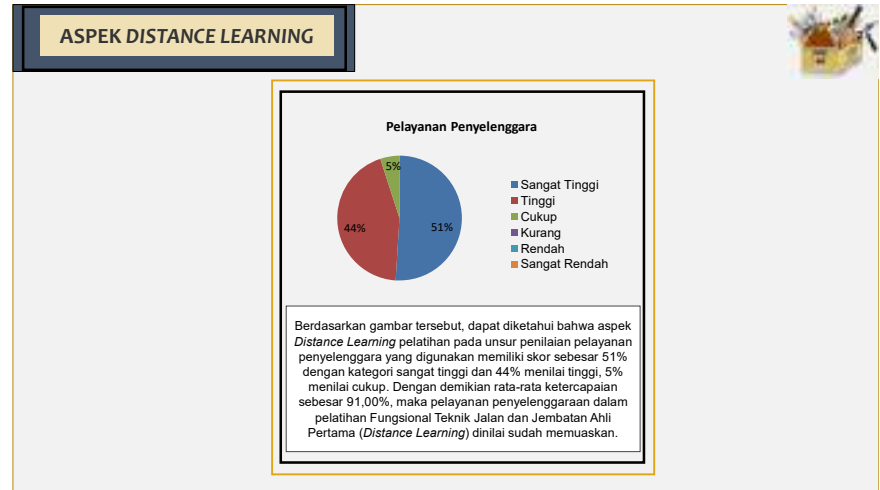 ASPEK DISTANCE LEARNING
Pelayanan Penyelenggara
5%
44%
51%
Sangat Tinggi
Tinggi
Cukup
Kurang
Rendah
Sangat Rendah
Berdasarkan gambar tersebut, dapat diketahui bahwa aspek
Distance Learning pelatihan pada unsur penilaian pelayanan
penyelenggara yang digunakan memiliki skor sebesar 51%
dengan kategori sangat tinggi dan 44% menilai tinggi, 5%
menilai cukup. Dengan demikian rata-rata ketercapaian
sebesar 91,00%, maka pelayanan penyelenggaraan dalam
pelatihan Fungsional Teknik Jalan dan Jembatan Ahli
Pertama (Distance Learning) dinilai sudah memuaskan.